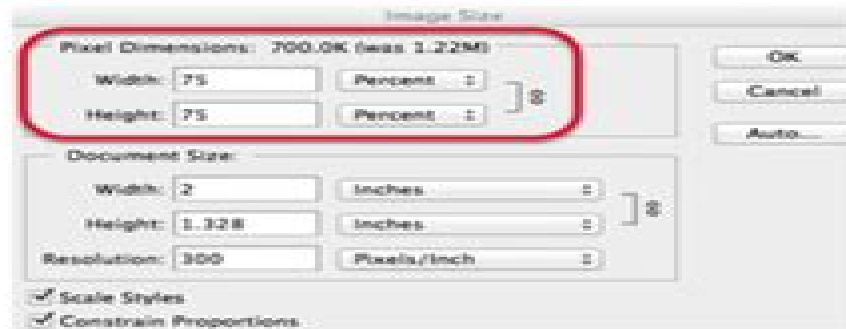 Image Size
Pixel Dimensions: 700.0K (was 1.22M)
Width: 75 Percent
Height: 75 Percent
OK
Cancel
Auto...
Document Size:
Width: 2 Inches
Height: 1.328 Inches
Resolution: 300 Pixels/Inch
Scale Styles
Constrain Proportions